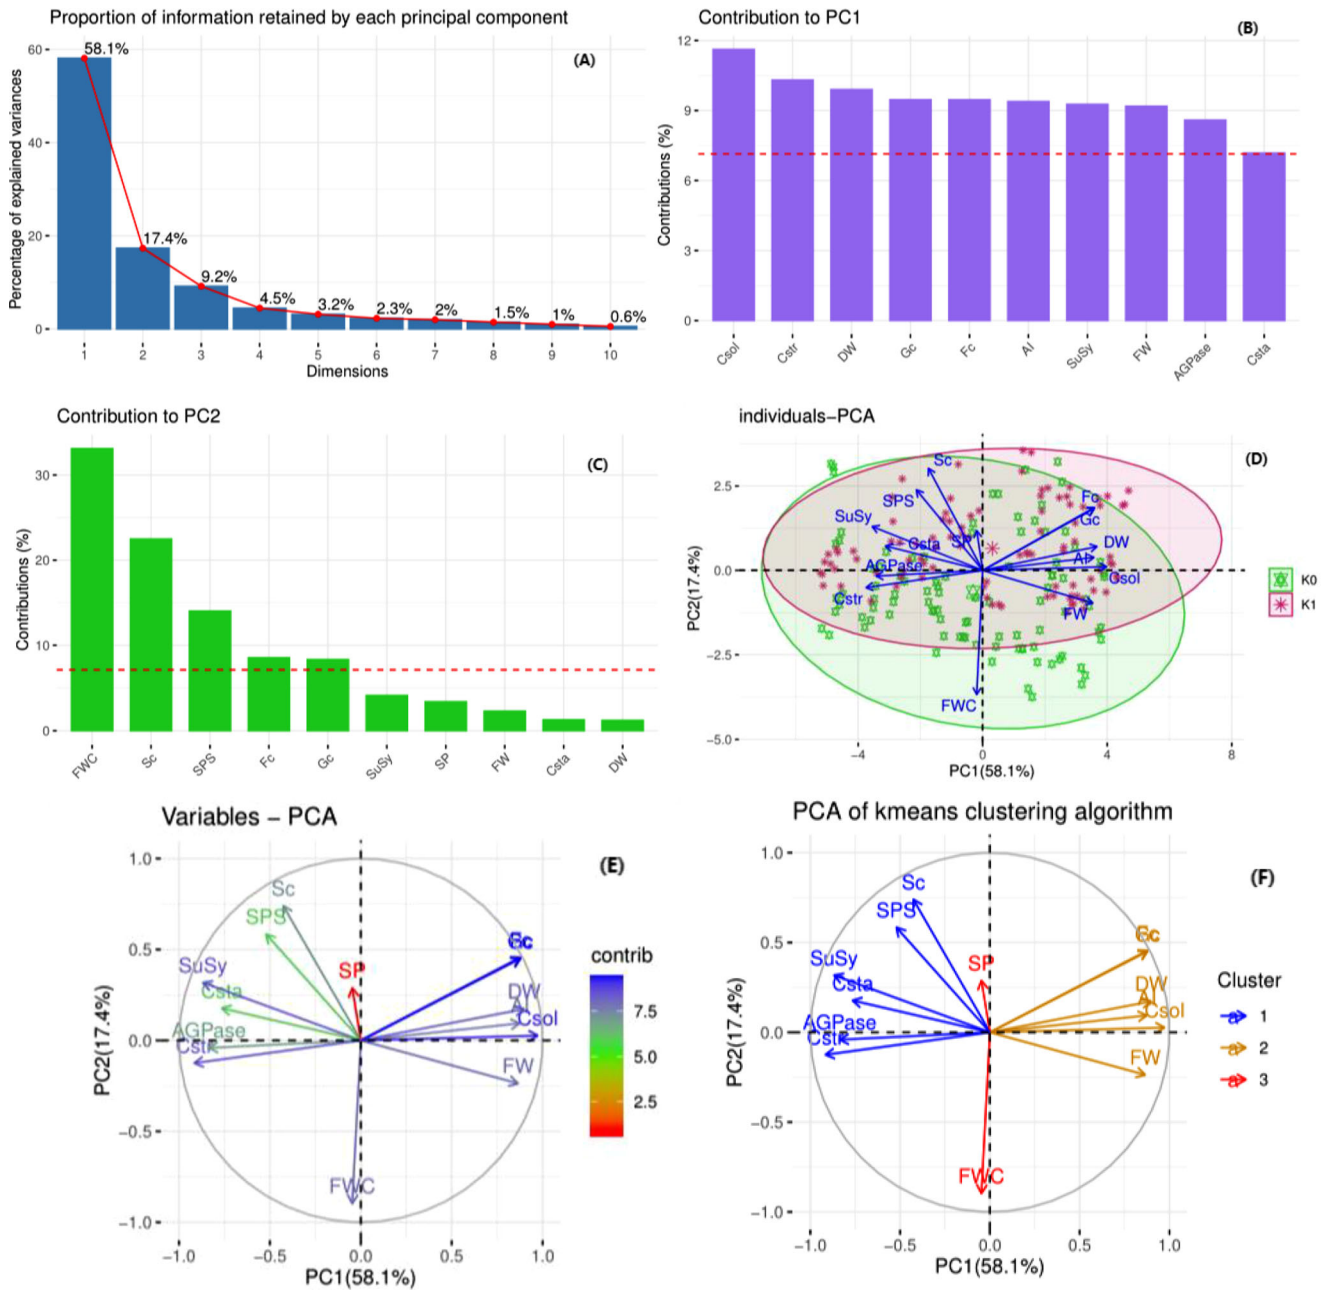 Proportion of information retained by each principal component
(A)
Percentage of explained variances
60
40
20
0
58.1%
17.4%
9.2%
4.5%
3.2%
2.3%
2%
1.5%
1%
0.6%
1 2 3 4 5 6 7 8 9 10
Dimensions
Contribution to PC1
(B)
Contributions (%)
12
9
6
3
0
Csol Cstr DW Gc Fc AI SuSy FW AGPase Csta
Contribution to PC2
(C)
Contributions (%)
30
20
10
0
FWC Sc SPS Fc Gc SuSy SP FW Csta DW
individuals-PCA
(D)
PC2(17.4%)
2.5
0.0
-2.5
-5.0
Sc
SPS
SuSy
SP
Csta
AGPase
Cstr
Fc
Gc
DW
AI
Csol
FW
FWC
-4 0 4 8
PC1(58.1%)
K0
K1
Variables - PCA
(E)
PC2(17.4%)
1.0
0.5
0.0
-0.5
-1.0
Sc
SPS
SP
SuSy
Csta
AGPase
Cstr
Gc
DW
AI
Csol
FW
FWC
-1.0 -0.5 0.0 0.5 1.0
PC1(58.1%)
contrib
7.5
5.0
2.5
PCA of kmeans clustering algorithm
(F)
PC2(17.4%)
1.0
0.5
0.0
-0.5
-1.0
Sc
SPS
SP
SuSy
Csta
AGPase
Cstr
Gc
DW
AI
Csol
FW
FWC
-1.0 -0.5 0.0 0.5 1.0
PC1(58.1%)
Cluster
a 1
a 2
a 3